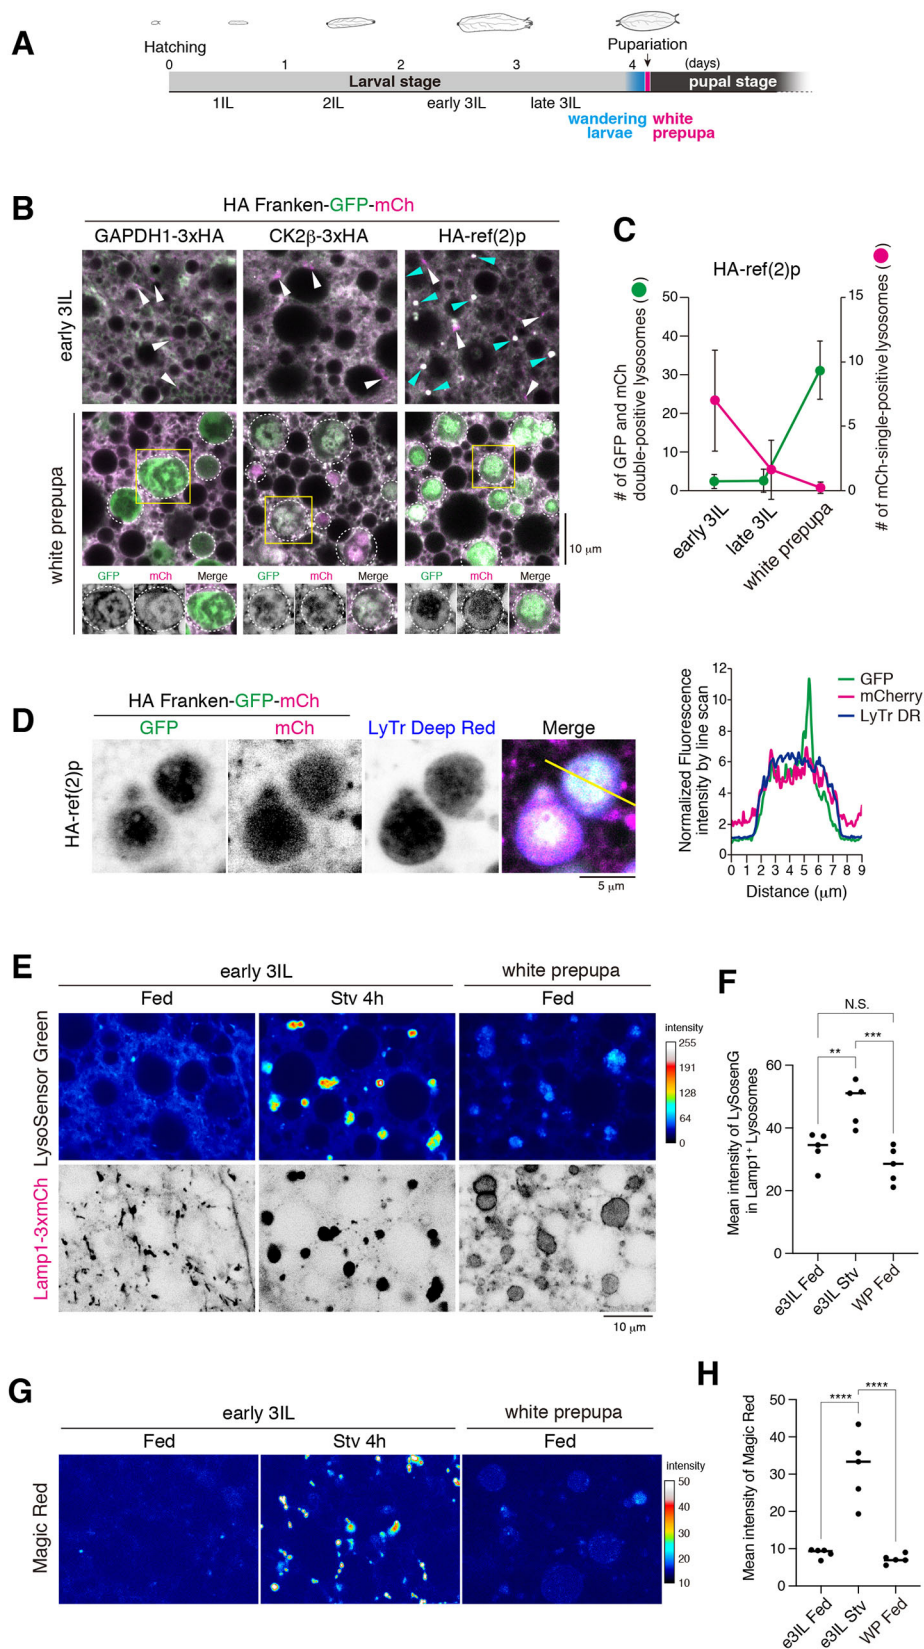 A
Hatching
Pupariation
0 1 2 3 4 (days)
Larval stage
pupal stage
1IL 2IL early 3IL late 3IL
wandering larvae
white prepupa
B
HA Franken-GFP-mCh
GAPDH1-3xHA CK2β-3xHA HA-ref(2)p
early 3IL
white prepupa
10 μm
GFP mCh Merge GFP mCh Merge GFP mCh Merge
C
HA-ref(2)p
# of GFP and mCh double-positive lysosomes (●)
# of mCh-single-positive lysosomes (●)
50
40
30
20
10
0
15
10
5
0
early 3IL
late 3IL
white prepupa
D
HA Franken-GFP-mCh
GFP mCh LyTr Deep Red Merge
HA-ref(2)p
5 μm
Normalized Fluorescence intensity by line scan
12
10
8
6
4
2
0
0 1 2 3 4 5 6 7 8 9
Distance (μm)
GFP
mCherry
LyTr DR
E
early 3IL white prepupa
Fed Stv 4h Fed
LysoSensor Green
Lamp1-3xmCh
intensity
255
191
128
64
0
10 μm
F
N.S.
** ***
Mean intensity of LySosenG in Lamp1⁺ Lysosomes
60
40
20
0
e3IL Fed
e3IL Stv
WP Fed
G
early 3IL white prepupa
Fed Stv 4h Fed
Magic Red
intensity
50
40
30
20
10
H
**** ****
Mean intensity of Magic Red
50
40
30
20
10
0
e3IL Fed
e3IL Stv
WP Fed